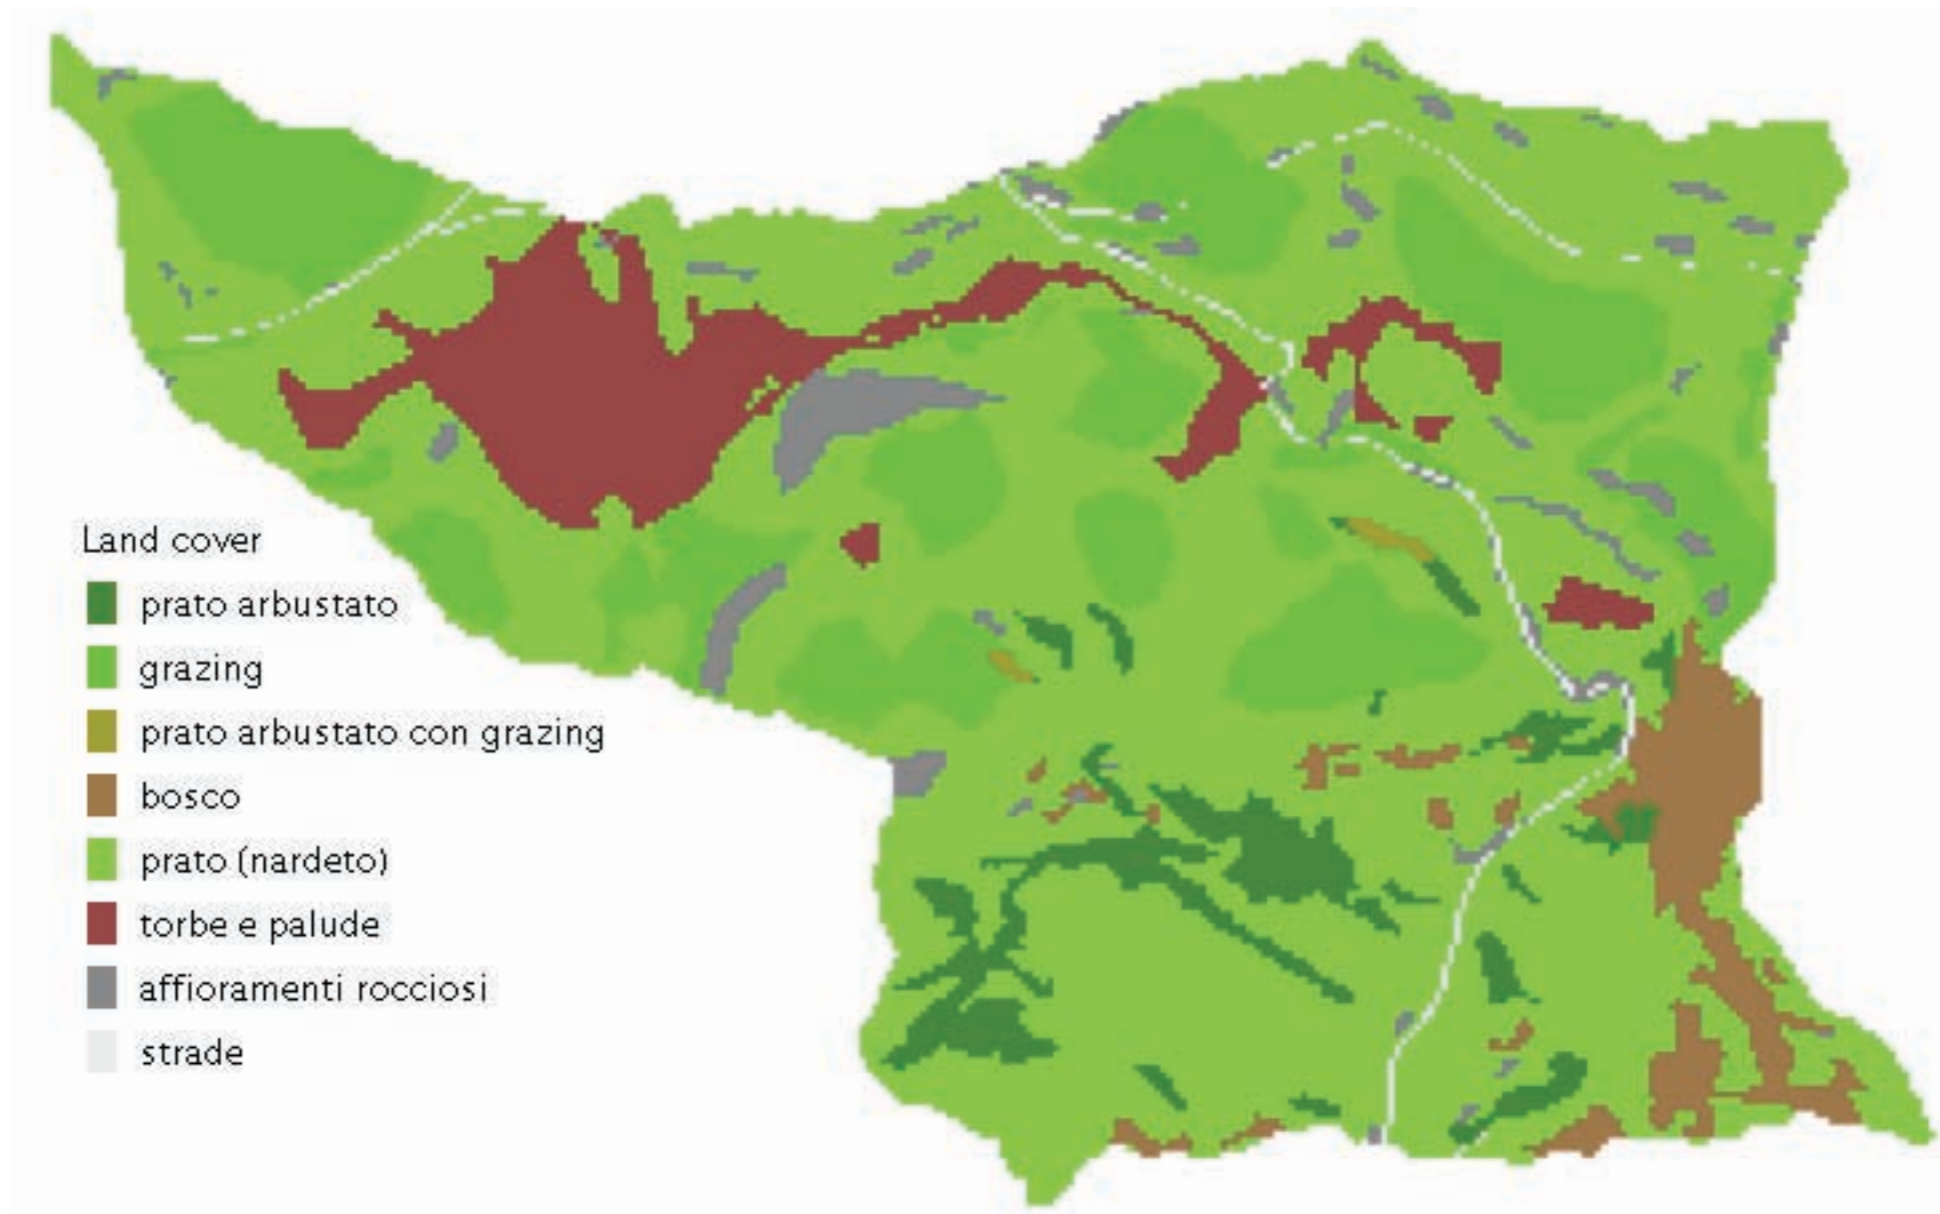 Land cover
prato arbustato
grazing
prato arbustato con grazing
bosco
prato (nardeto)
torbe e palude
affioramenti rocciosi
strade